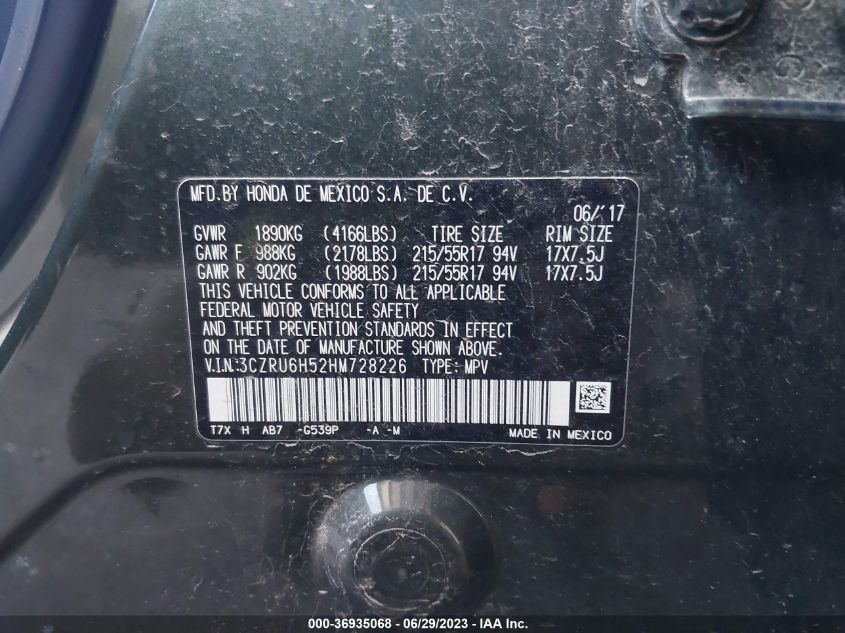 MFD.BY HONDA DE MEXICO S.A. DE C.V.
06/'17
GVWR 1890KG (4166LBS) TIRE SIZE RIM SIZE
GAWR F 988KG (2178LBS) 215/55R17 94V 17X7.5J
GAWR R 902KG (1988LBS) 215/55R17 94V 17X7.5J
THIS VEHICLE CONFORMS TO ALL APPLICABLE
FEDERAL MOTOR VEHICLE SAFETY
AND THEFT PREVENTION STANDARDS IN EFFECT
ON THE DATE OF MANUFACTURE SHOWN ABOVE.
V.I.N:3CZRU6H52HM728226 TYPE: MPV
T7X H AB7 -G539P -A -M
MADE IN MEXICO
000-36935068 - 06/29/2023 - IAA Inc.